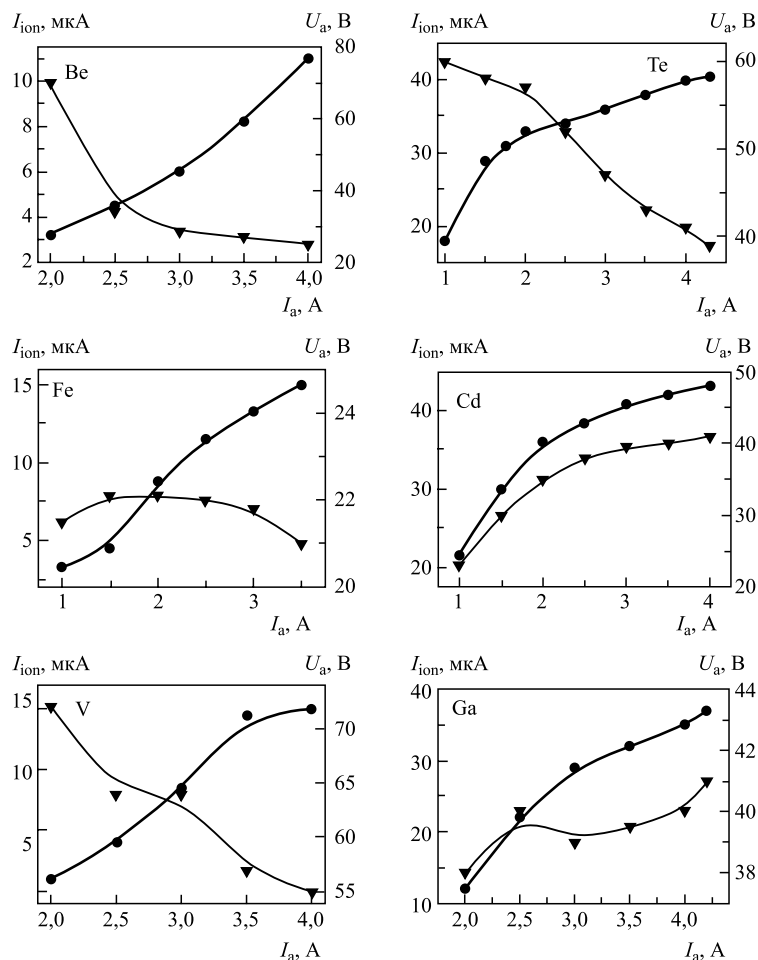 I_ion, мкА U_a, В I_ion, мкА U_a, В
Be Te
10 8 6 4 2
80 70 60 40 20
2,0 2,5 3,0 3,5 4,0
40 30 20
60 50 40
1 2 3 4
I_a, А I_a, А
I_ion, мкА U_a, В I_ion, мкА U_a, В
Fe Cd
15 10 5
24 22 20
1 2 3
40 30 20
50 40 30 20
1 2 3 4
I_a, А I_a, А
I_ion, мкА U_a, В I_ion, мкА U_a, В
V Ga
15 10 5
70 65 60 55
2,0 2,5 3,0 3,5 4,0
40 30 20 10
44 42 40 38
2,0 2,5 3,0 3,5 4,0
I_a, А I_a, А